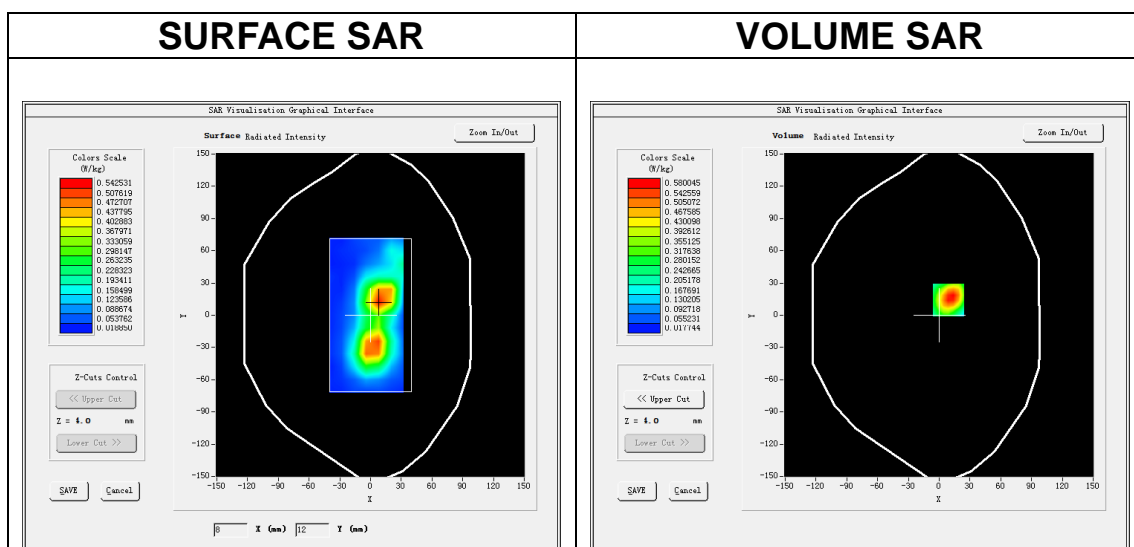 SURFACE SAR
VOLUME SAR
SAR Visualisation Graphical Interface
Surface Radiated Intensity
Zoom In/Out
Colors Scale
(W/kg)
0.542531
0.507619
0.472707
0.437795
0.402883
0.367971
0.333059
0.298147
0.263235
0.228323
0.193411
0.158499
0.123586
0.088674
0.053762
0.018850
150
120
90
60
30
0
-30
-60
-90
-120
-150
Y
-150 -120 -90 -60 -30 0 30 60 90 120 150
X
Z-Cuts Control
<< Upper Cut
Z = 4.0 mm
Lower Cut >>
SAVE Cancel
8 X (mm) 12 Y (mm)
SAR Visualisation Graphical Interface
Volume Radiated Intensity
Zoom In/Out
Colors Scale
(W/kg)
0.580045
0.542559
0.505072
0.467585
0.430098
0.392612
0.355125
0.317638
0.280152
0.242665
0.205178
0.167691
0.130205
0.092718
0.055231
0.017744
150
120
90
60
30
0
-30
-60
-90
-120
-150
Y
-150 -120 -90 -60 -30 0 30 60 90 120 150
X
Z-Cuts Control
<< Upper Cut
Z = 4.0 mm
Lower Cut >>
SAVE Cancel